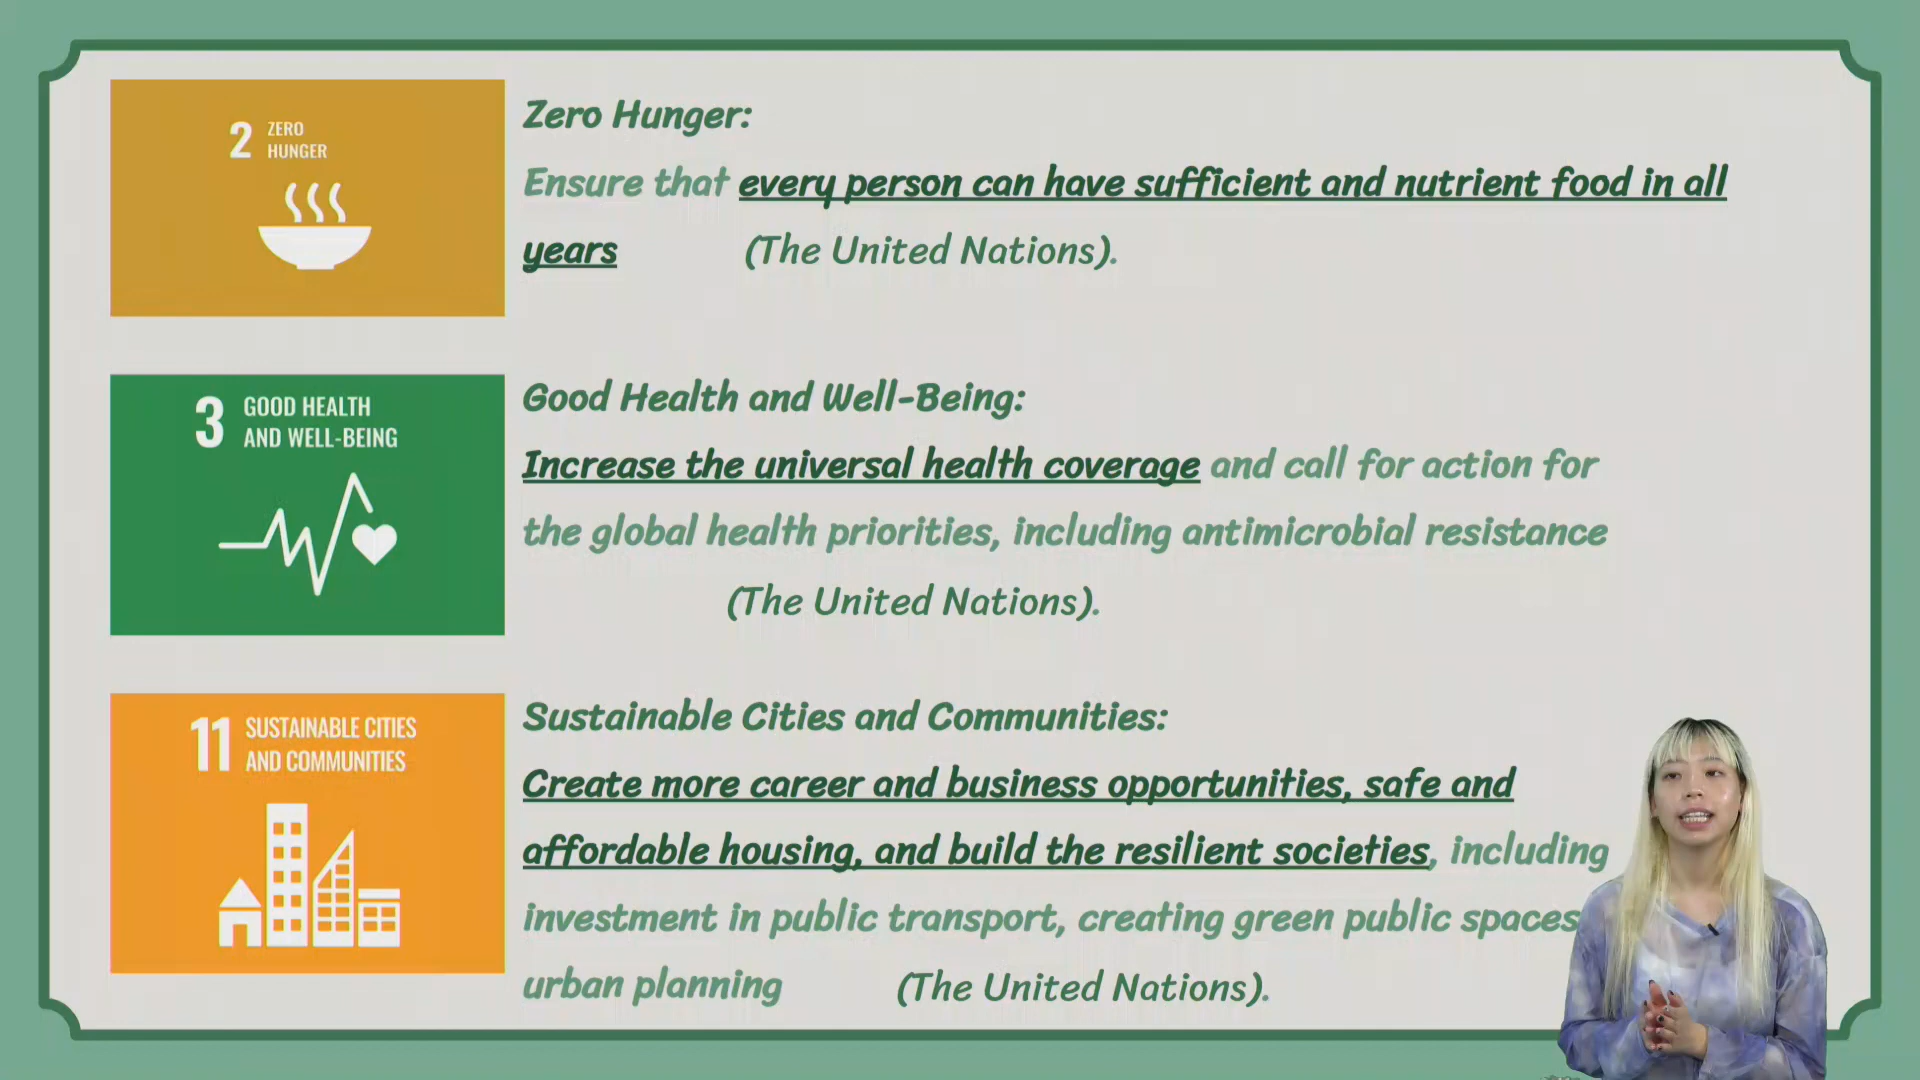 2 ZERO
HUNGER
Zero Hunger:
Ensure that every person can have sufficient and nutrient food in all
years (The United Nations).
3 GOOD HEALTH
AND WELL-BEING
Good Health and Well-Being:
Increase the universal health coverage and call for action for
the global health priorities, including antimicrobial resistance
(The United Nations).
11 SUSTAINABLE CITIES
AND COMMUNITIES
Sustainable Cities and Communities:
Create more career and business opportunities, safe and
affordable housing, and build the resilient societies, including
investment in public transport, creating green public spaces
urban planning (The United Nations).